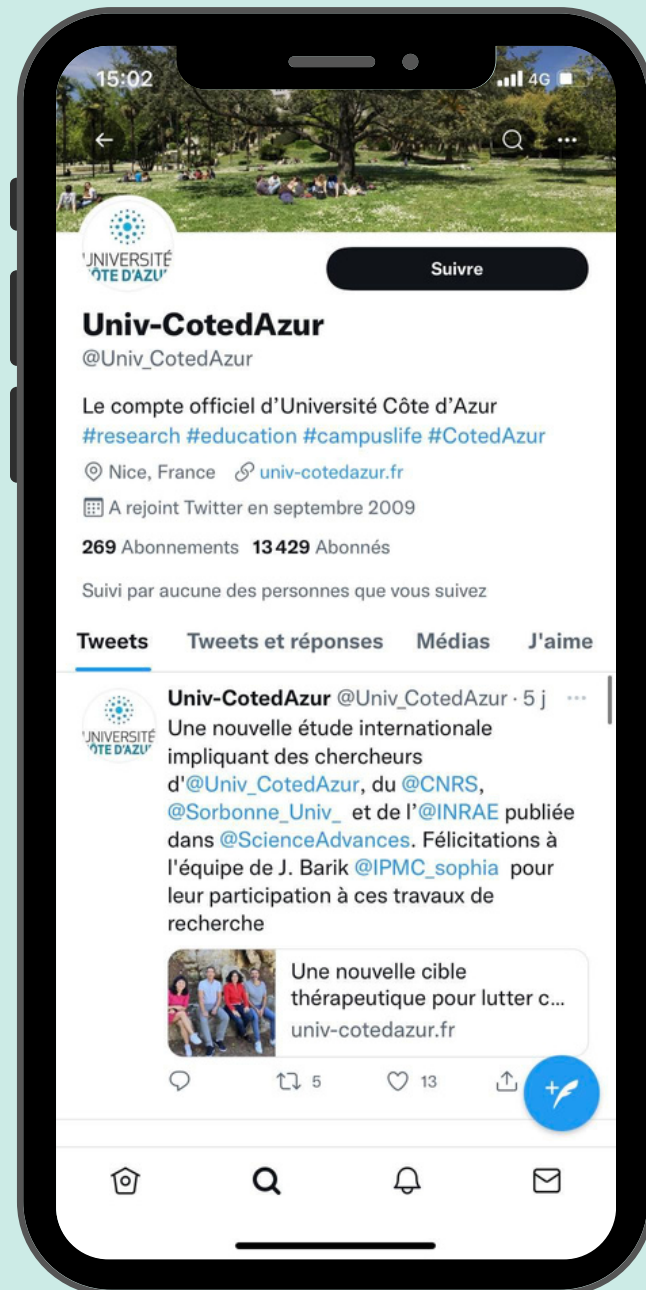 15:02 4G
UNIVERSITÉ
CÔTE D'AZUR
Suivre
Univ-CotedAzur
@Univ_CotedAzur
Le compte officiel d'Université Côte d'Azur
#research #education #campuslife #CotedAzur
Nice, France univ-cotedazur.fr
A rejoint Twitter en septembre 2009
269 Abonnements 13 429 Abonnés
Suivi par aucune des personnes que vous suivez
Tweets Tweets et réponses Médias J'aime
UNIVERSITÉ
CÔTE D'AZUR
Univ-CotedAzur @Univ_CotedAzur · 5 j
Une nouvelle étude internationale
impliquant des chercheurs
d'@Univ_CotedAzur, du @CNRS,
@Sorbonne_Univ_ et de l'@INRAE publiée
dans @ScienceAdvances. Félicitations à
l'équipe de J. Barik @IPMC_sophia pour
leur participation à ces travaux de
recherche
Une nouvelle cible
thérapeutique pour lutter c...
univ-cotedazur.fr
5 13